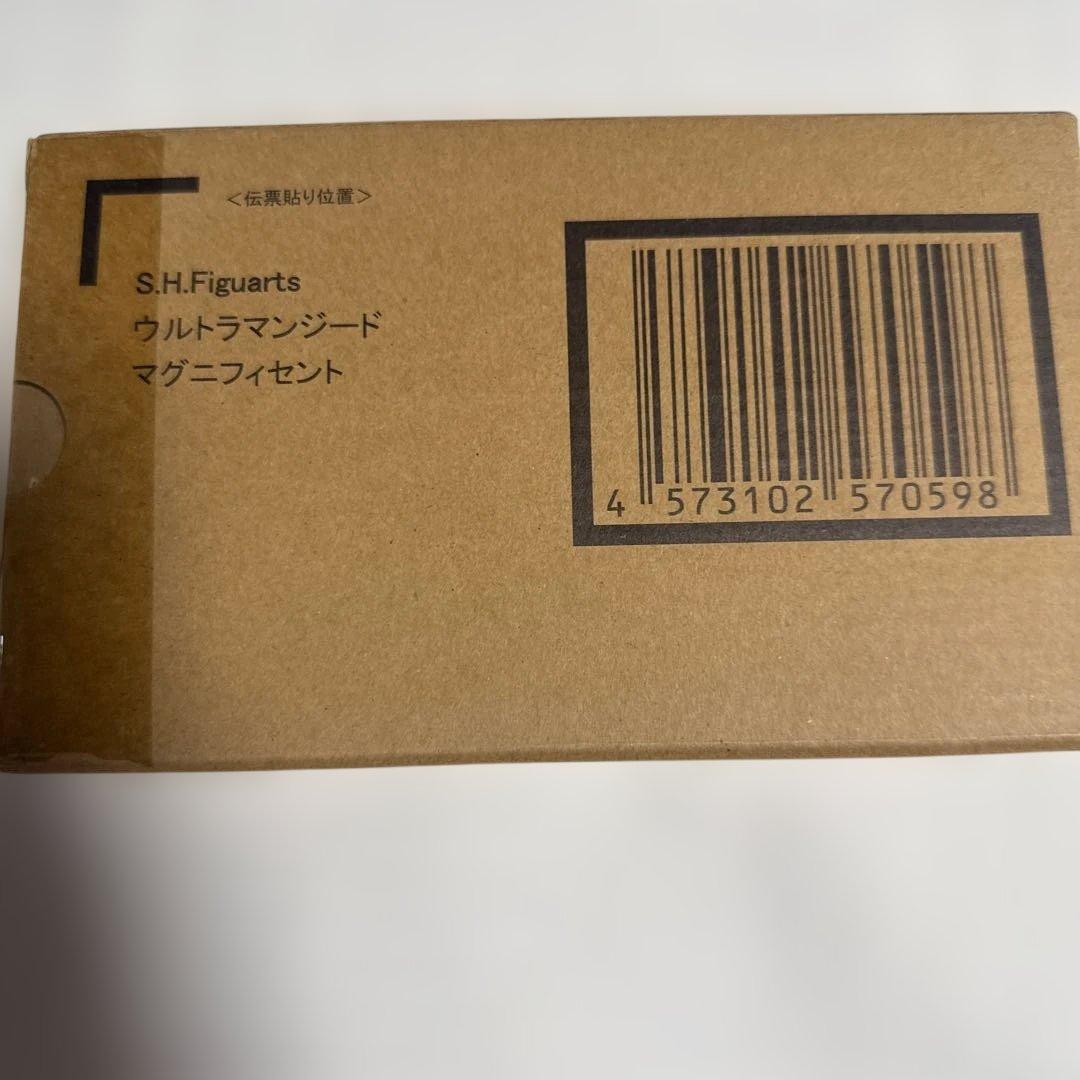 ＜伝票貼り位置＞
S.H.Figuarts
ウルトラマンジード
マグニフィセント
4 573102 570598